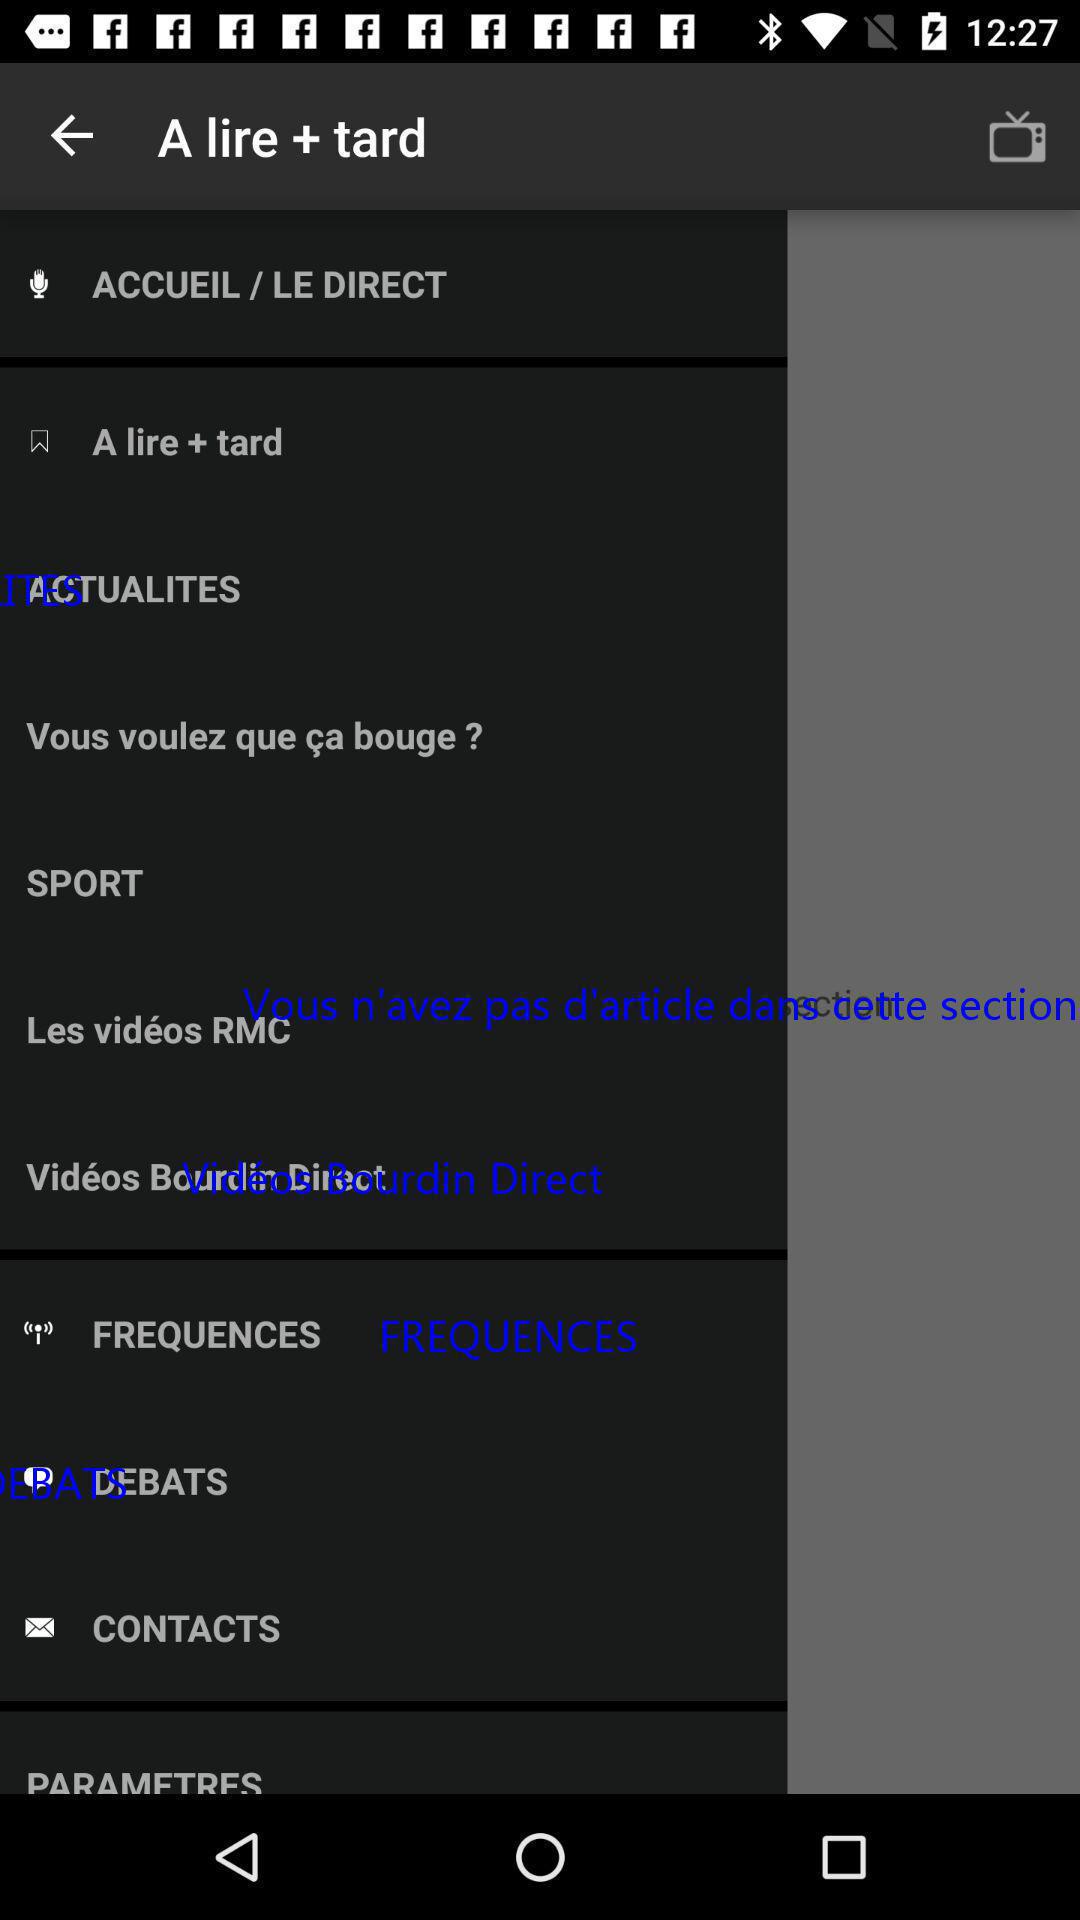 12:27
A lire + tard
ACCUEIL / LE DIRECT
A lire + tard
ACTUALITES
ITES
Vous voulez que ça bouge ?
SPORT
Vous n'avez pas d'article dans cette section
section
Les vidéos RMC
Vidéos Bourdin Direct
Vidéos Bourdin Direct
FREQUENCES
FREQUENCES
DEBATS
DEBATS
CONTACTS
PARAMETRES